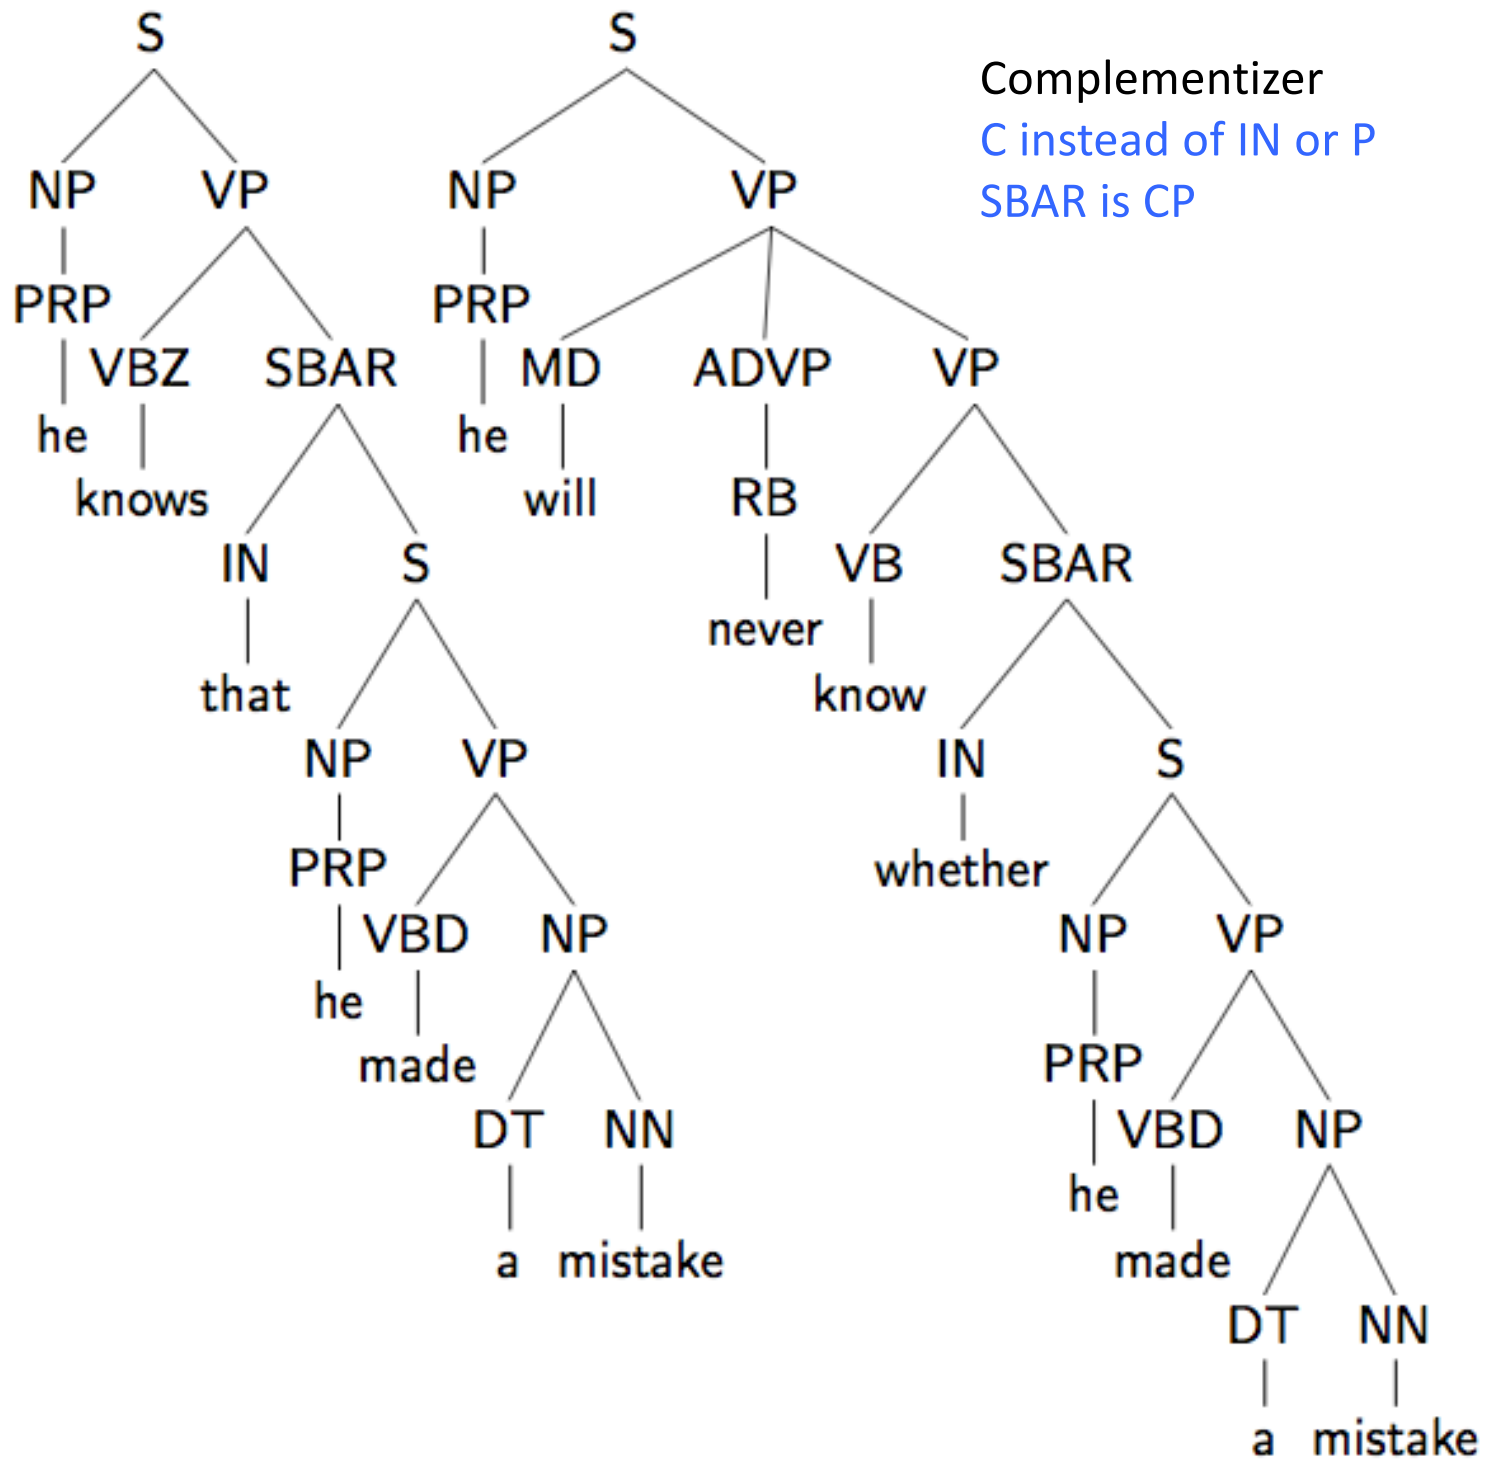 S S
Complementizer
C instead of IN or P
SBAR is CP
NP VP NP VP
PRP PRP
VBZ SBAR MD ADVP VP
he he
knows will RB
IN S VB SBAR
never
that know
NP VP IN S
PRP whether
VBD NP NP VP
he
made PRP
DT NN VBD NP
he
a mistake made
DT NN
a mistake